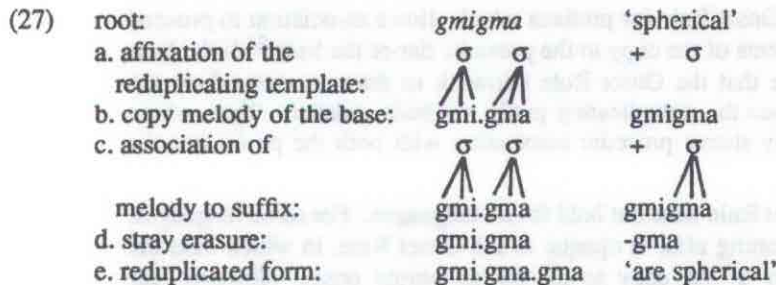 (27) root: gmigma 'spherical'
a. affixation of the σ σ + σ
reduplicating template:
b. copy melody of the base: gmi.gma gmigma
c. association of σ σ + σ
melody to suffix: gmi.gma gmigma
d. stray erasure: gmi.gma -gma
e. reduplicated form: gmi.gma.gma 'are spherical'